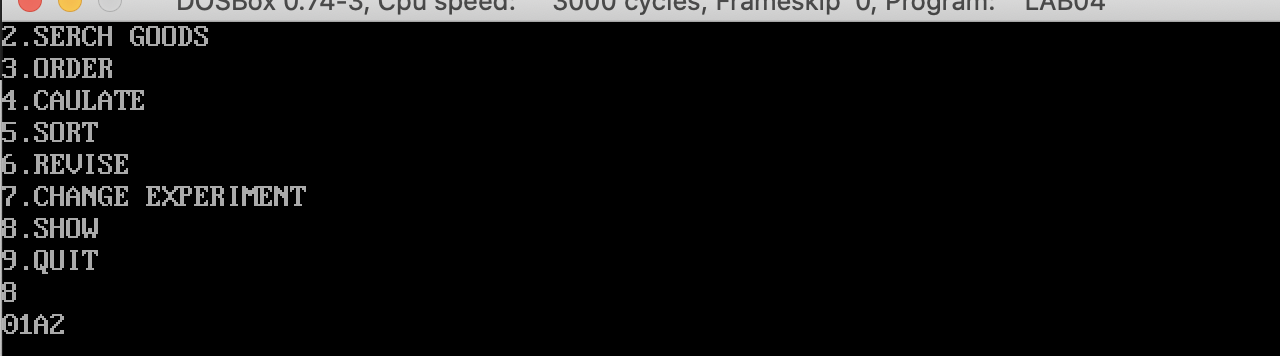 DOSBox 0.74-3, Cpu speed: 3000 cycles, Frameskip 0, Program: LAB04
2.SERCH GOODS
3.ORDER
4.CAULATE
5.SORT
6.REVISE
7.CHANGE EXPERIMENT
8.SHOW
9.QUIT
8
01A2